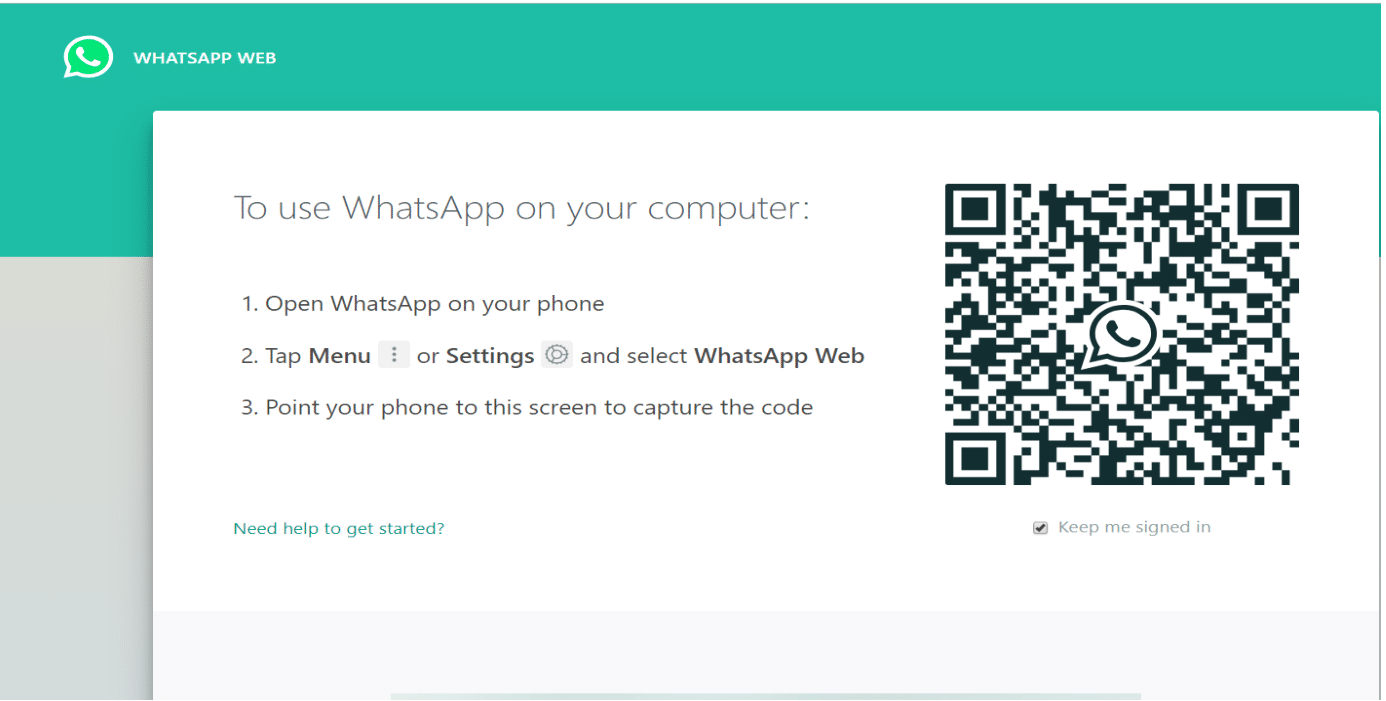 WHATSAPP WEB
To use WhatsApp on your computer:
1. Open WhatsApp on your phone
2. Tap Menu or Settings and select WhatsApp Web
3. Point your phone to this screen to capture the code
Need help to get started?
Keep me signed in